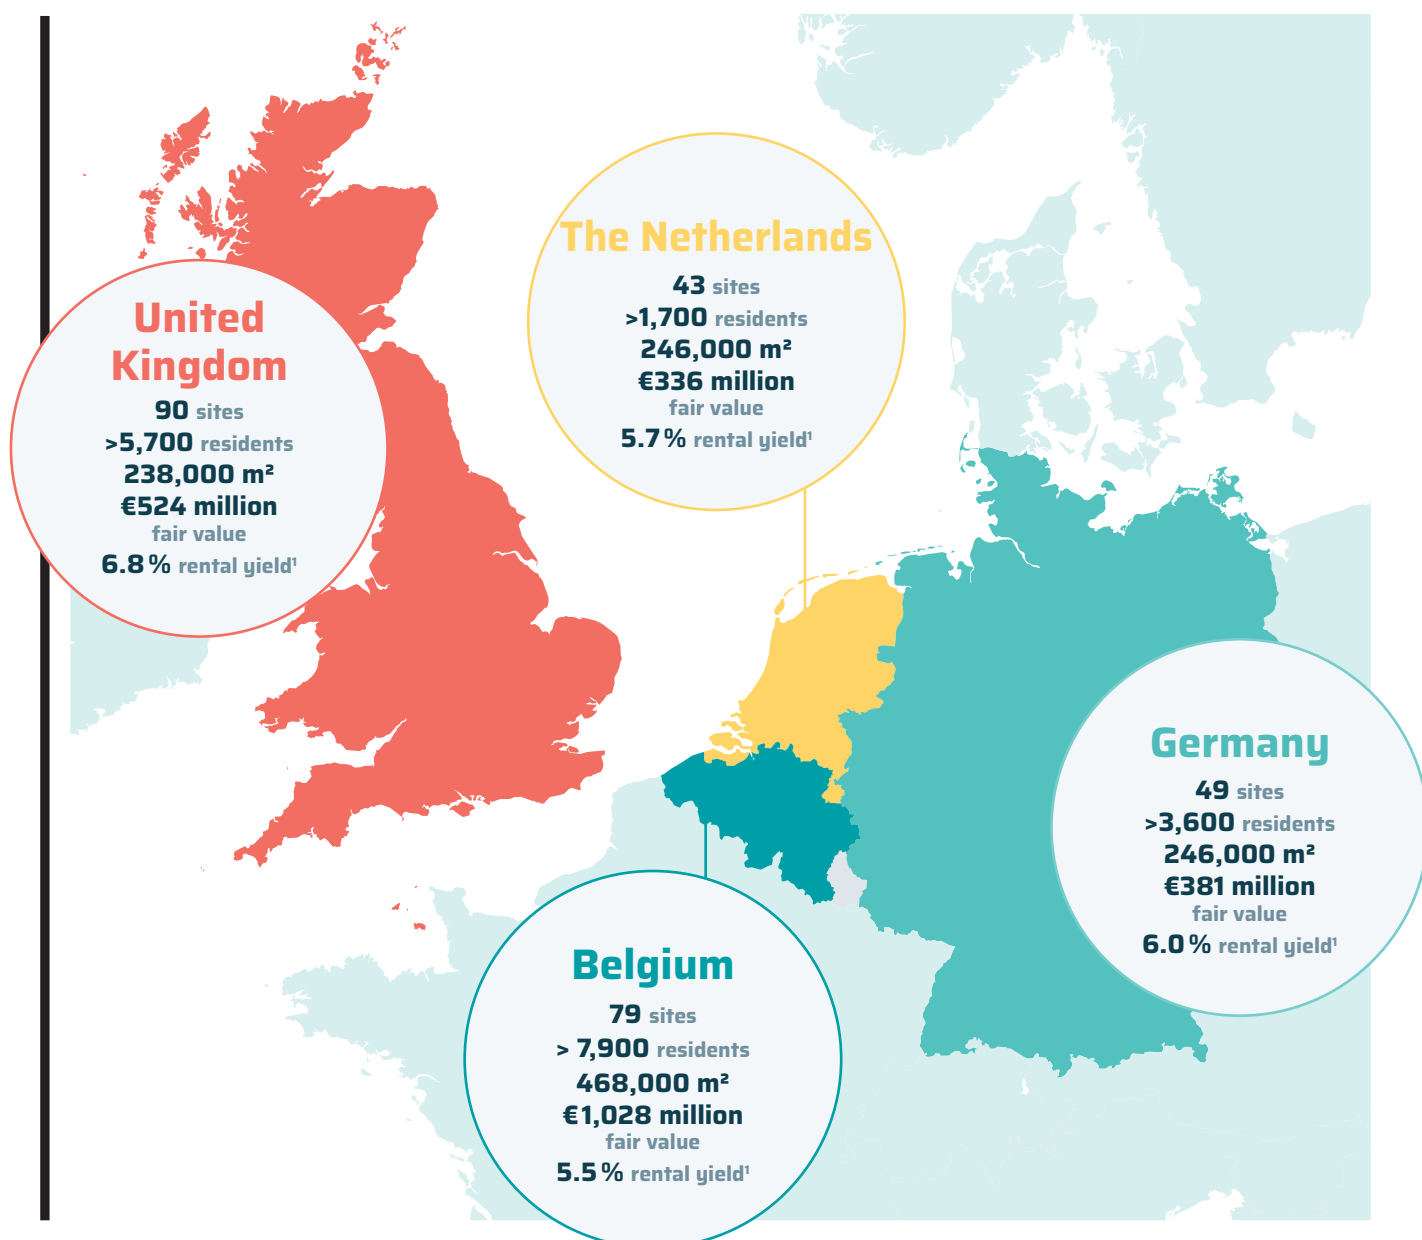 The Netherlands
43 sites
>1,700 residents
246,000 m²
€336 million
fair value
5.7% rental yield¹
United
Kingdom
90 sites
>5,700 residents
238,000 m²
€524 million
fair value
6.8% rental yield¹
Germany
49 sites
>3,600 residents
246,000 m²
€381 million
fair value
6.0% rental yield¹
Belgium
79 sites
> 7,900 residents
468,000 m²
€1,028 million
fair value
5.5% rental yield¹